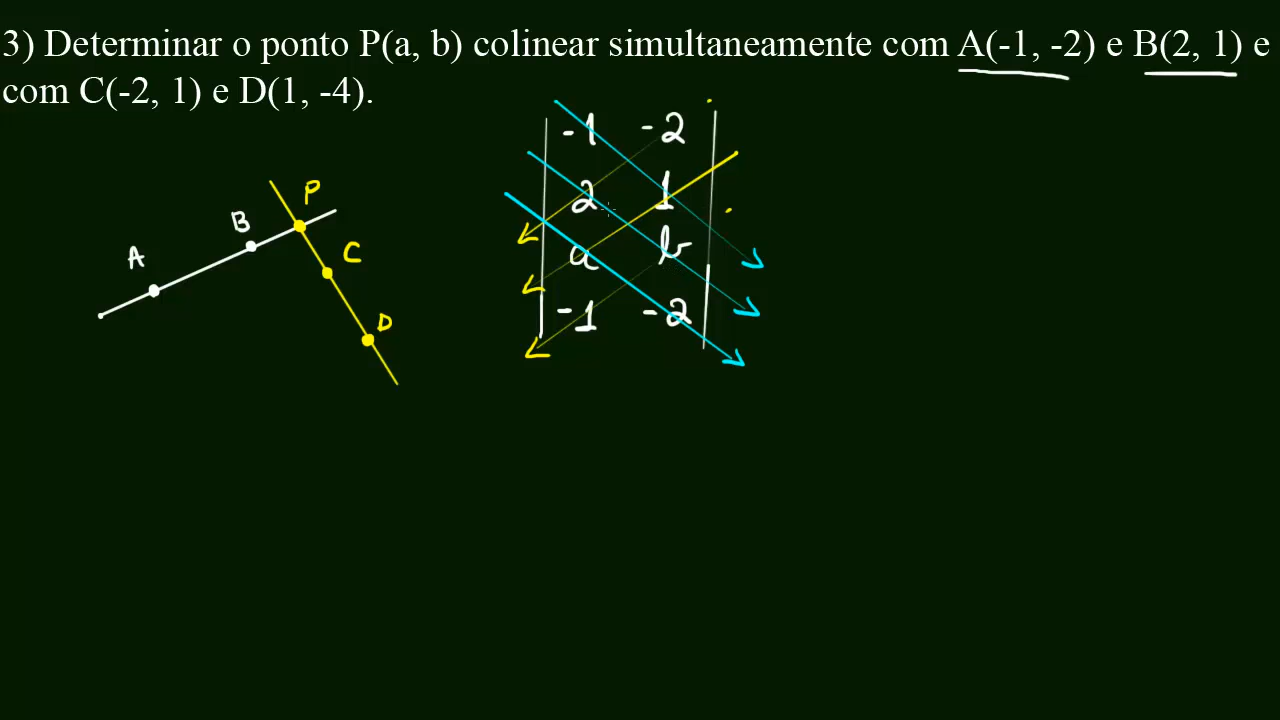 3) Determinar o ponto P(a, b) colinear simultaneamente com A(-1, -2) e B(2, 1) e
com C(-2, 1) e D(1, -4).
P
B
A
C
D
-1 -2
2 1
a b
-1 -2